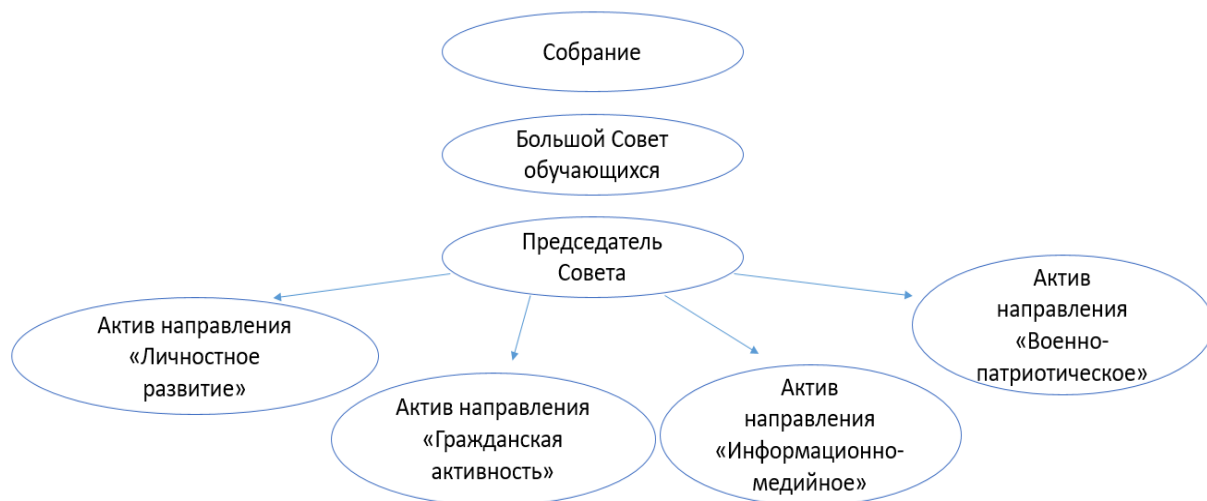 Собрание
Большой Совет
обучающихся
Председатель
Совета
Актив направления
«Личностное
развитие»
Актив направления
«Гражданская
активность»
Актив
направления
«Информационно-
медийное»
Актив
направления
«Военно-
патриотическое»